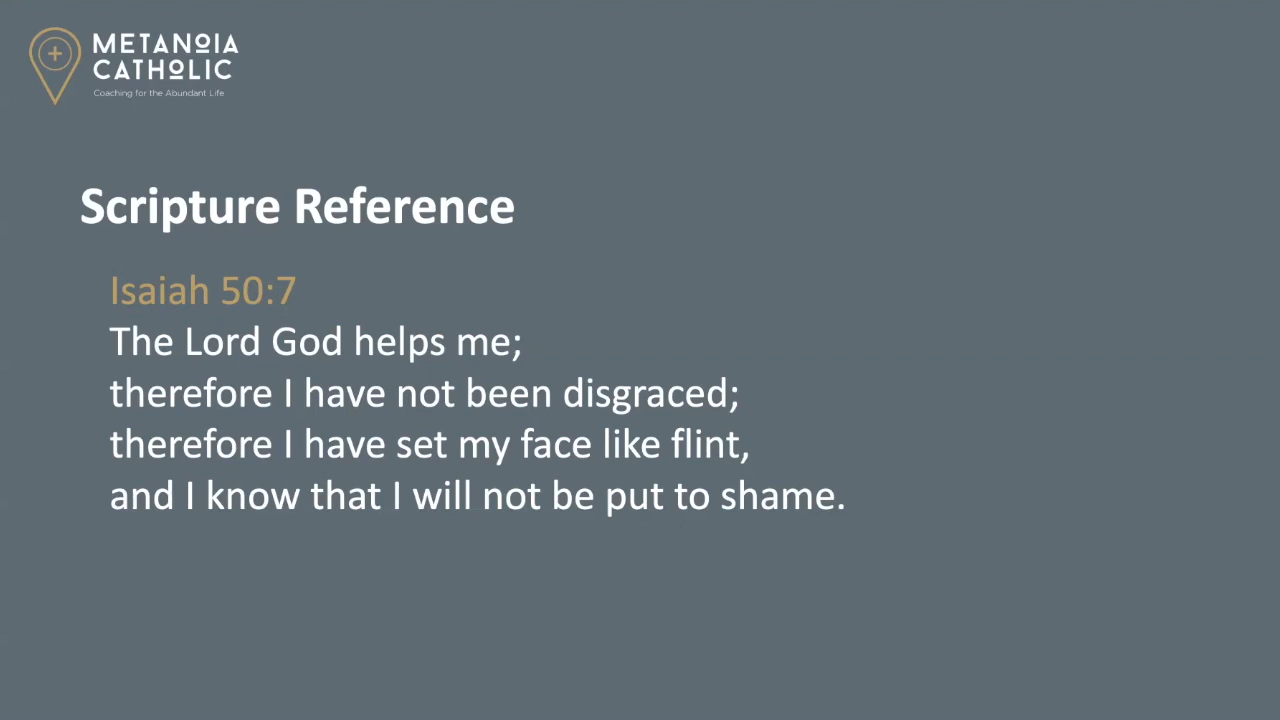 METANOIA
CATHOLIC
Coaching for the Abundant Life
Scripture Reference
Isaiah 50:7
The Lord God helps me;
therefore I have not been disgraced;
therefore I have set my face like flint,
and I know that I will not be put to shame.